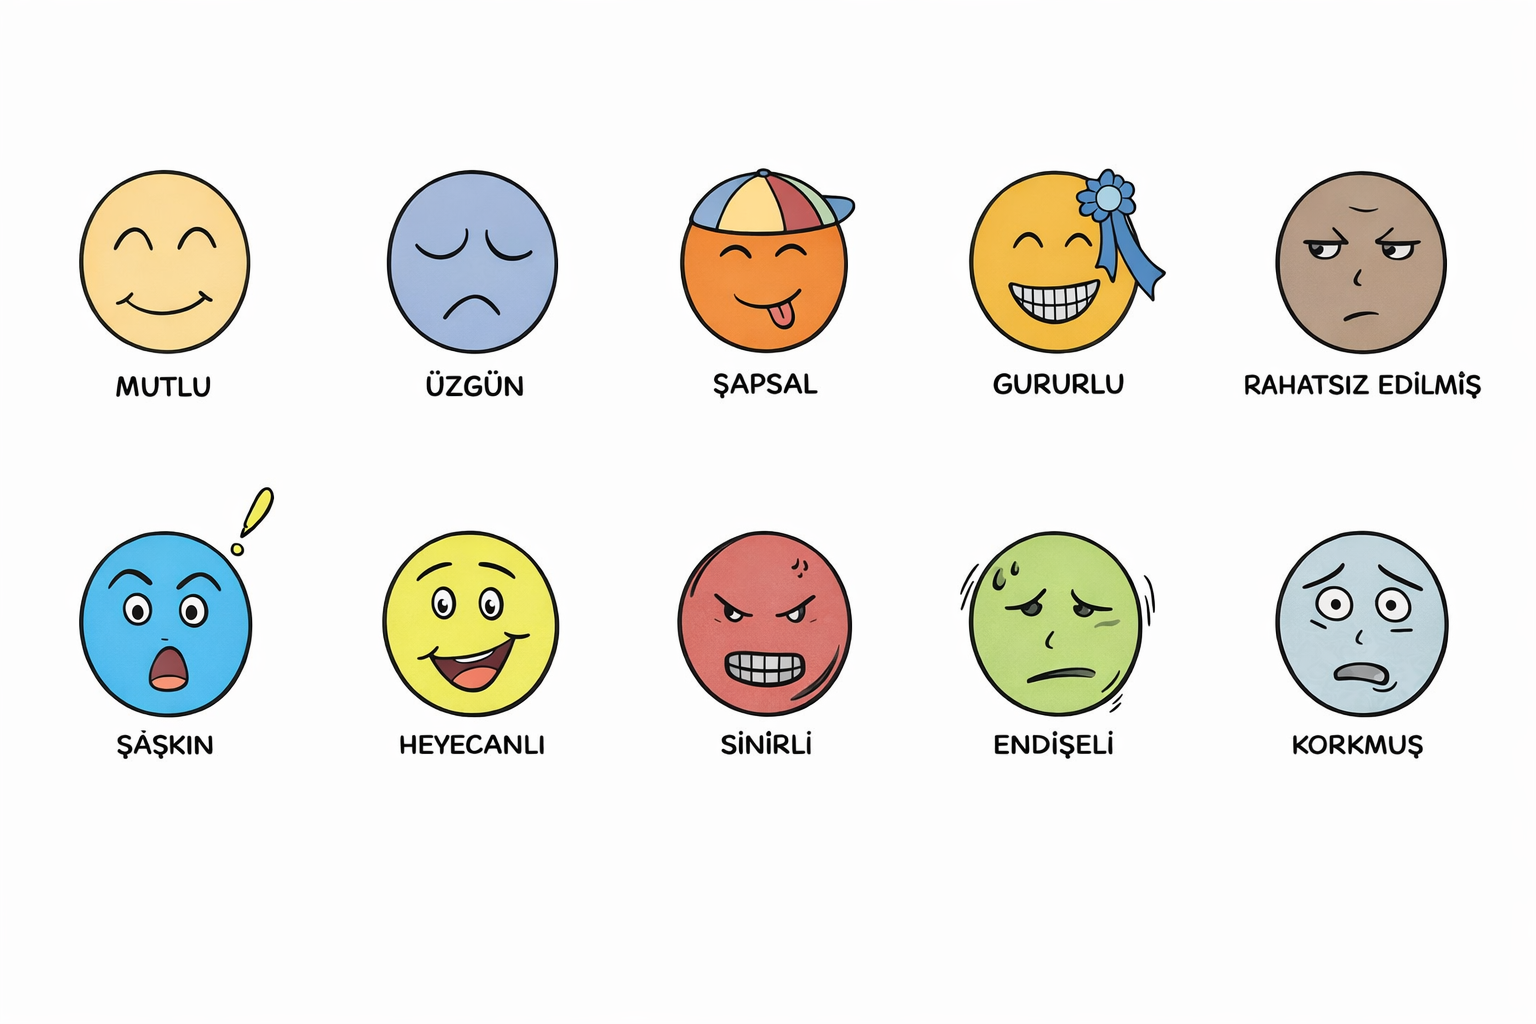 MUTLU
ÜZGÜN
ŞAPSAL
GURURLU
RAHATSIZ EDİLMİŞ
!
ŞAŞKIN
HEYECANLI
SİNİRLİ
ENDİŞELİ
KORKMUŞ